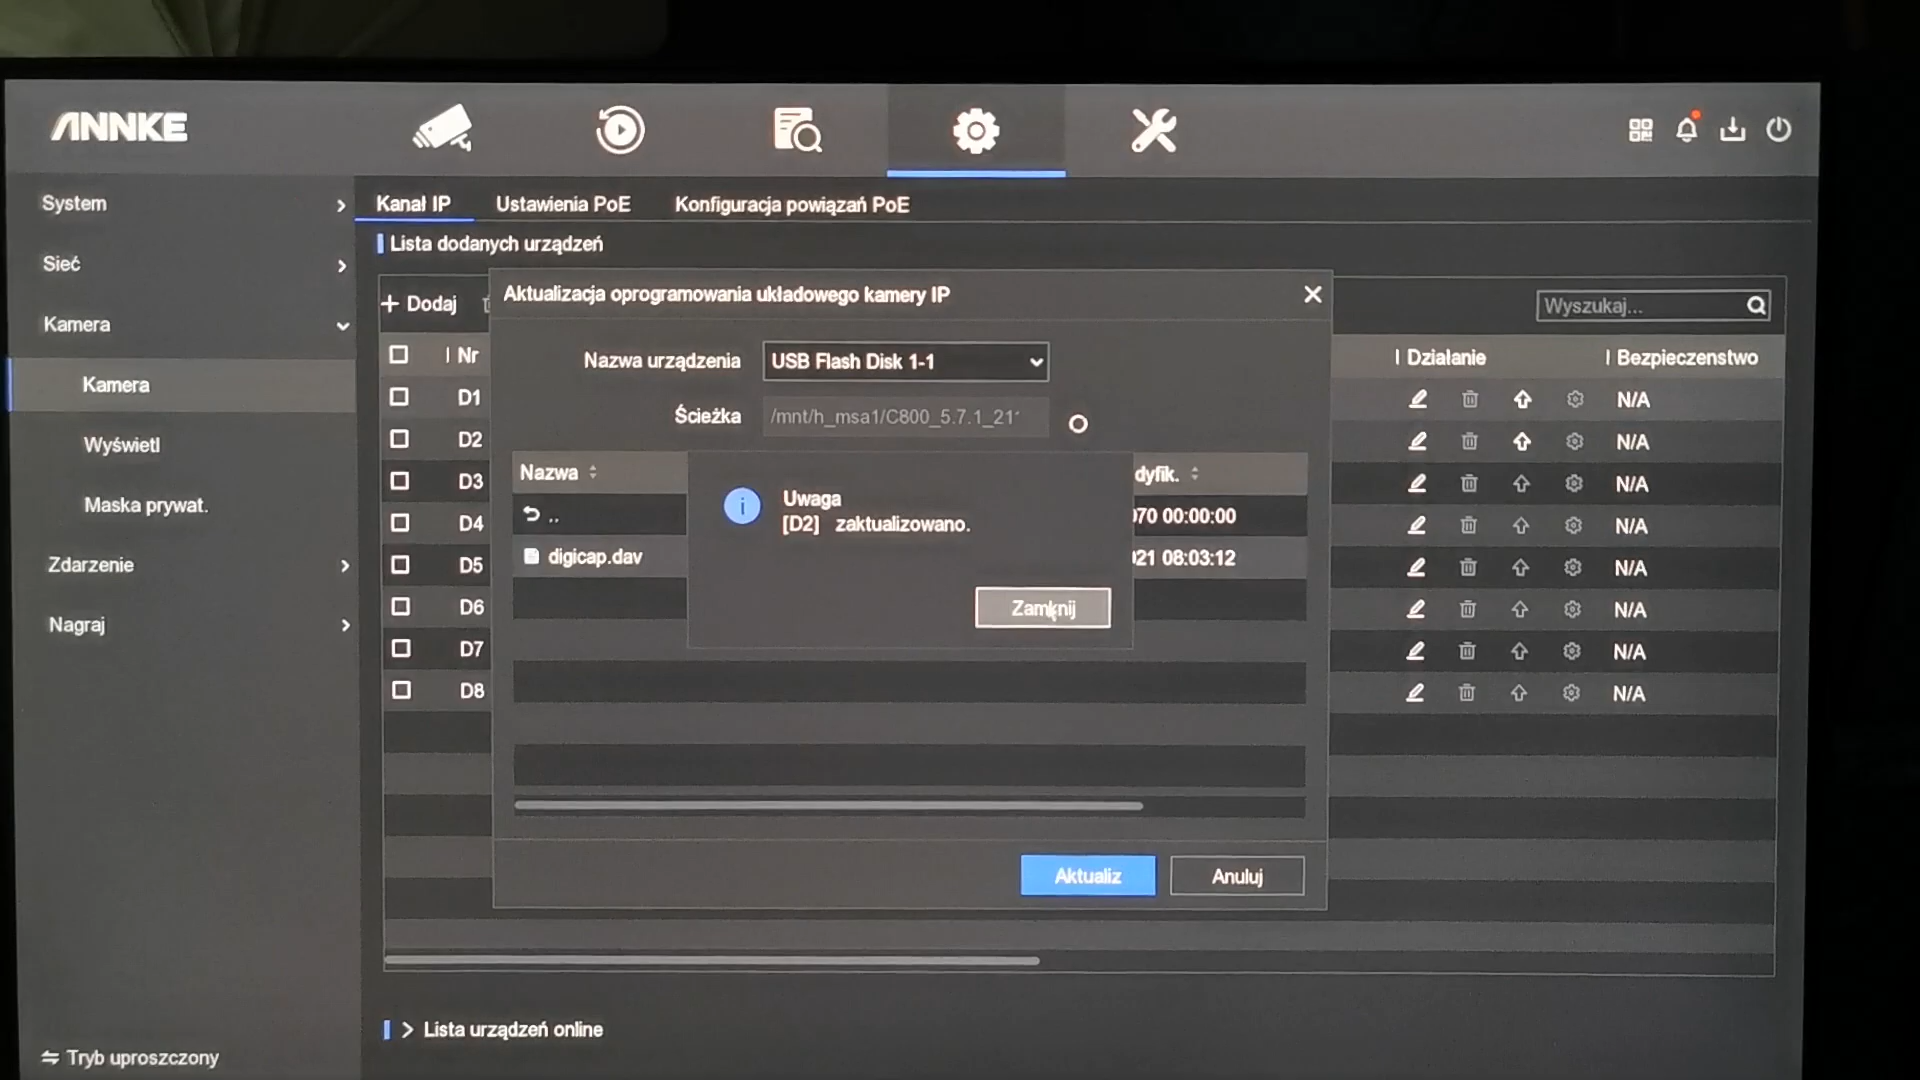 ANNKE
System
Sieć
Kamera
Kamera
Wyświetl
Maska prywat.
Zdarzenie
Nagraj
Tryb uproszczony
Kanał IP Ustawienia PoE Konfiguracja powiązań PoE
Lista dodanych urządzeń
+ Dodaj
Wyszukaj...
Nr
Działanie Bezpieczenstwo
D1 N/A
D2 N/A
D3 N/A
D4 N/A
D5 N/A
D6 N/A
D7 N/A
D8 N/A
Aktualizacja oprogramowania układowego kamery IP
Nazwa urządzenia USB Flash Disk 1-1
Ścieżka /mnt/h_msa1/C800_5.7.1_21
Nazwa dyfik.
.. 070 00:00:00
digicap.dav 021 08:03:12
Uwaga
[D2] zaktualizowano.
Zamknij
Aktualiz Anuluj
> Lista urządzeń online